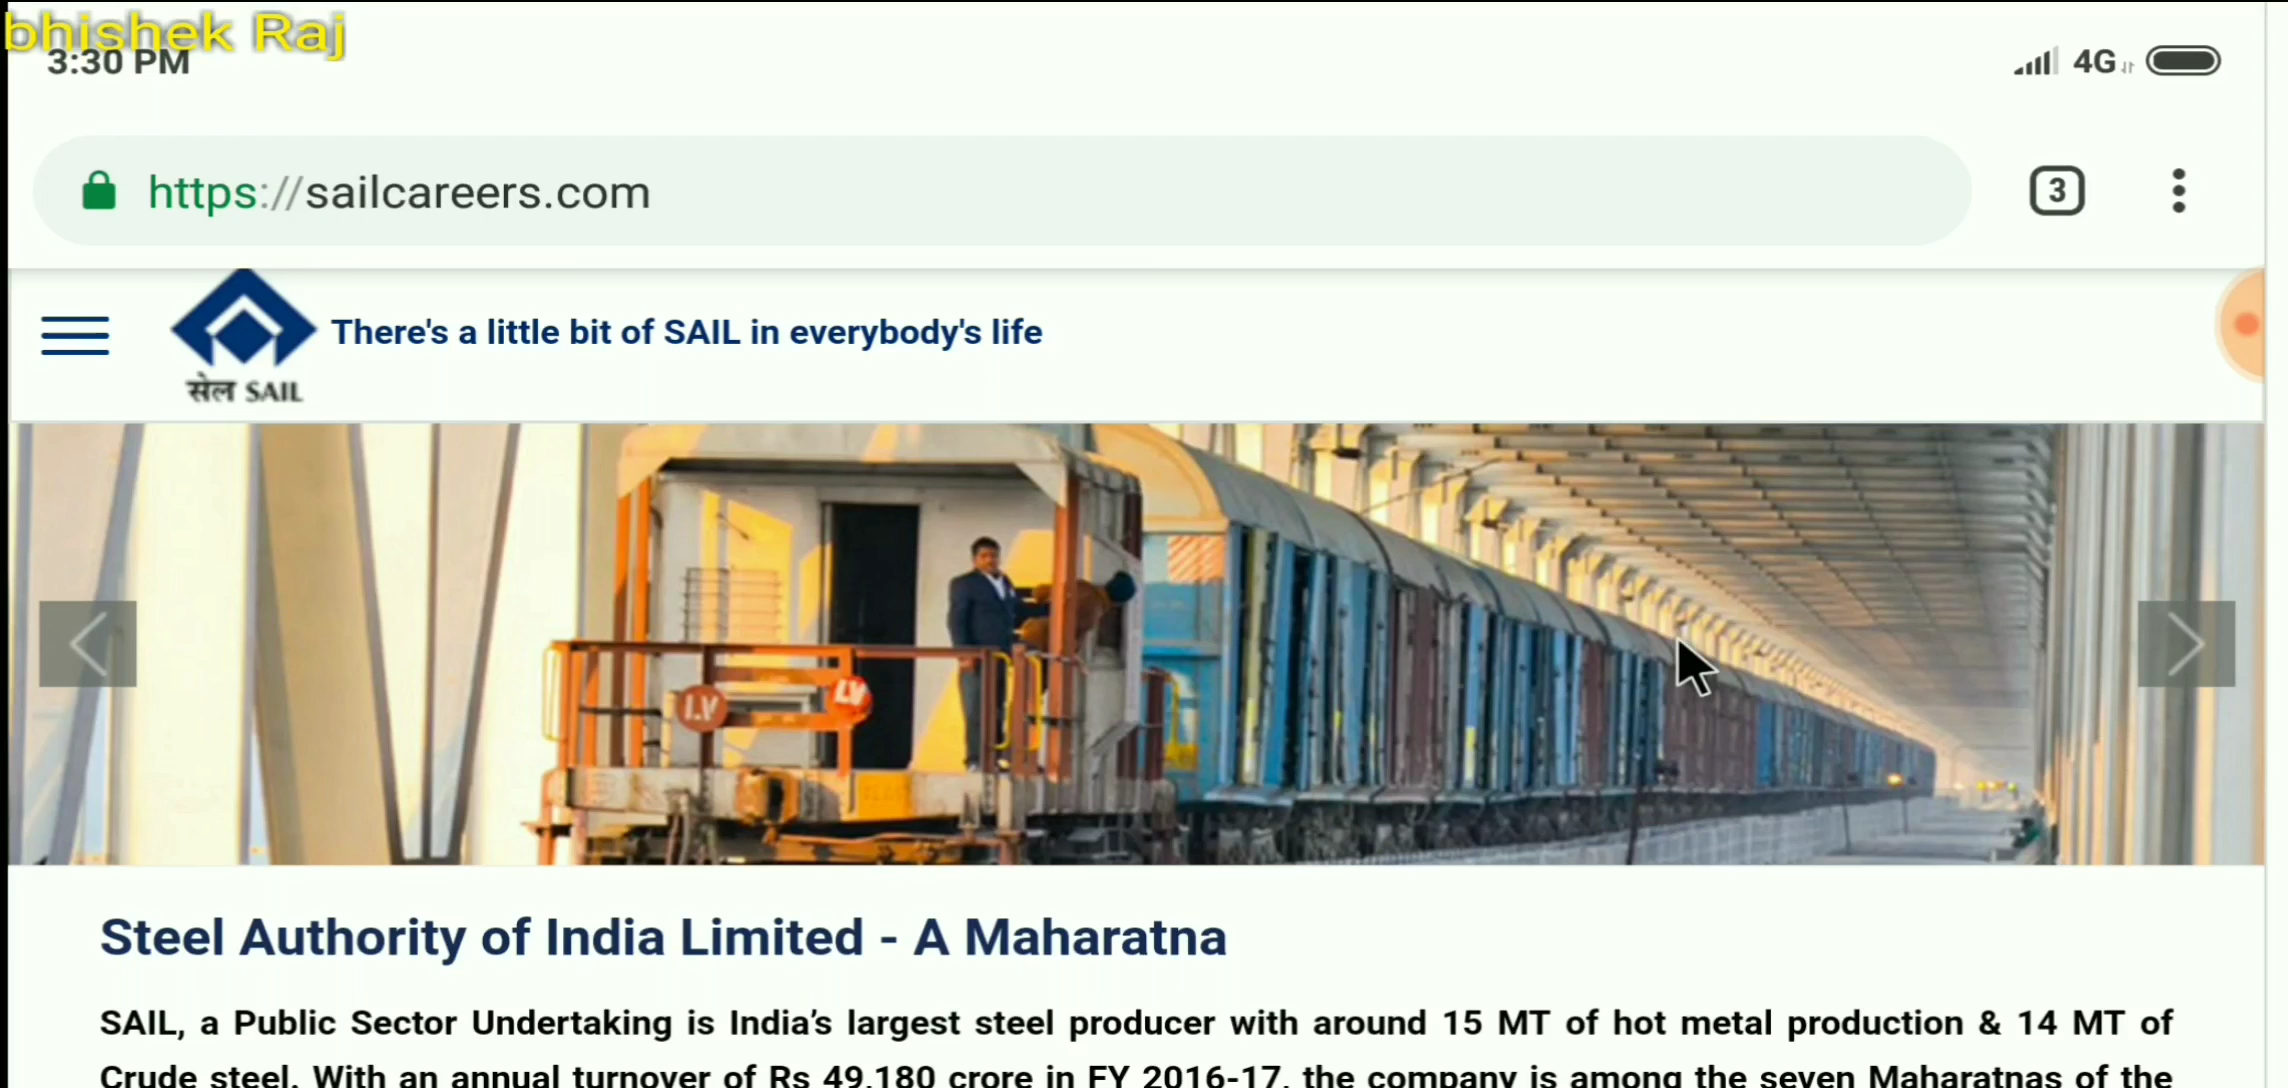 bhishek Raj
3:30 PM
4G
https://sailcareers.com
3
There's a little bit of SAIL in everybody's life
सेल SAIL
LV
LV
Steel Authority of India Limited - A Maharatna
SAIL, a Public Sector Undertaking is India’s largest steel producer with around 15 MT of hot metal production & 14 MT of
Crude steel. With an annual turnover of Rs 49,180 crore in FY 2016-17, the company is among the seven Maharatnas of the